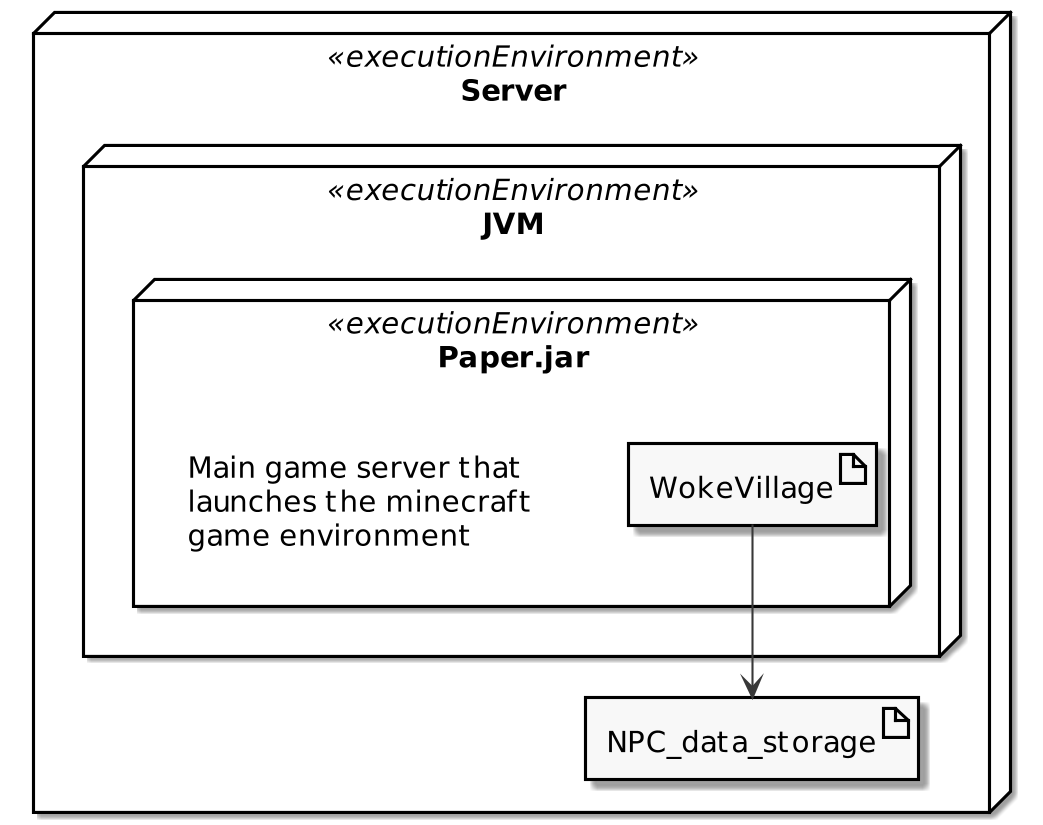 «executionEnvironment»
Server
«executionEnvironment»
JVM
«executionEnvironment»
Paper.jar
Main game server that
launches the minecraft
game environment
WokeVillage
NPC_data_storage